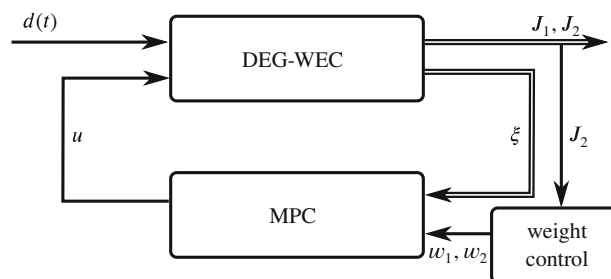 d(t)
J₁, J₂
DEG-WEC
u
ξ
J₂
MPC
w₁, w₂
weight
control